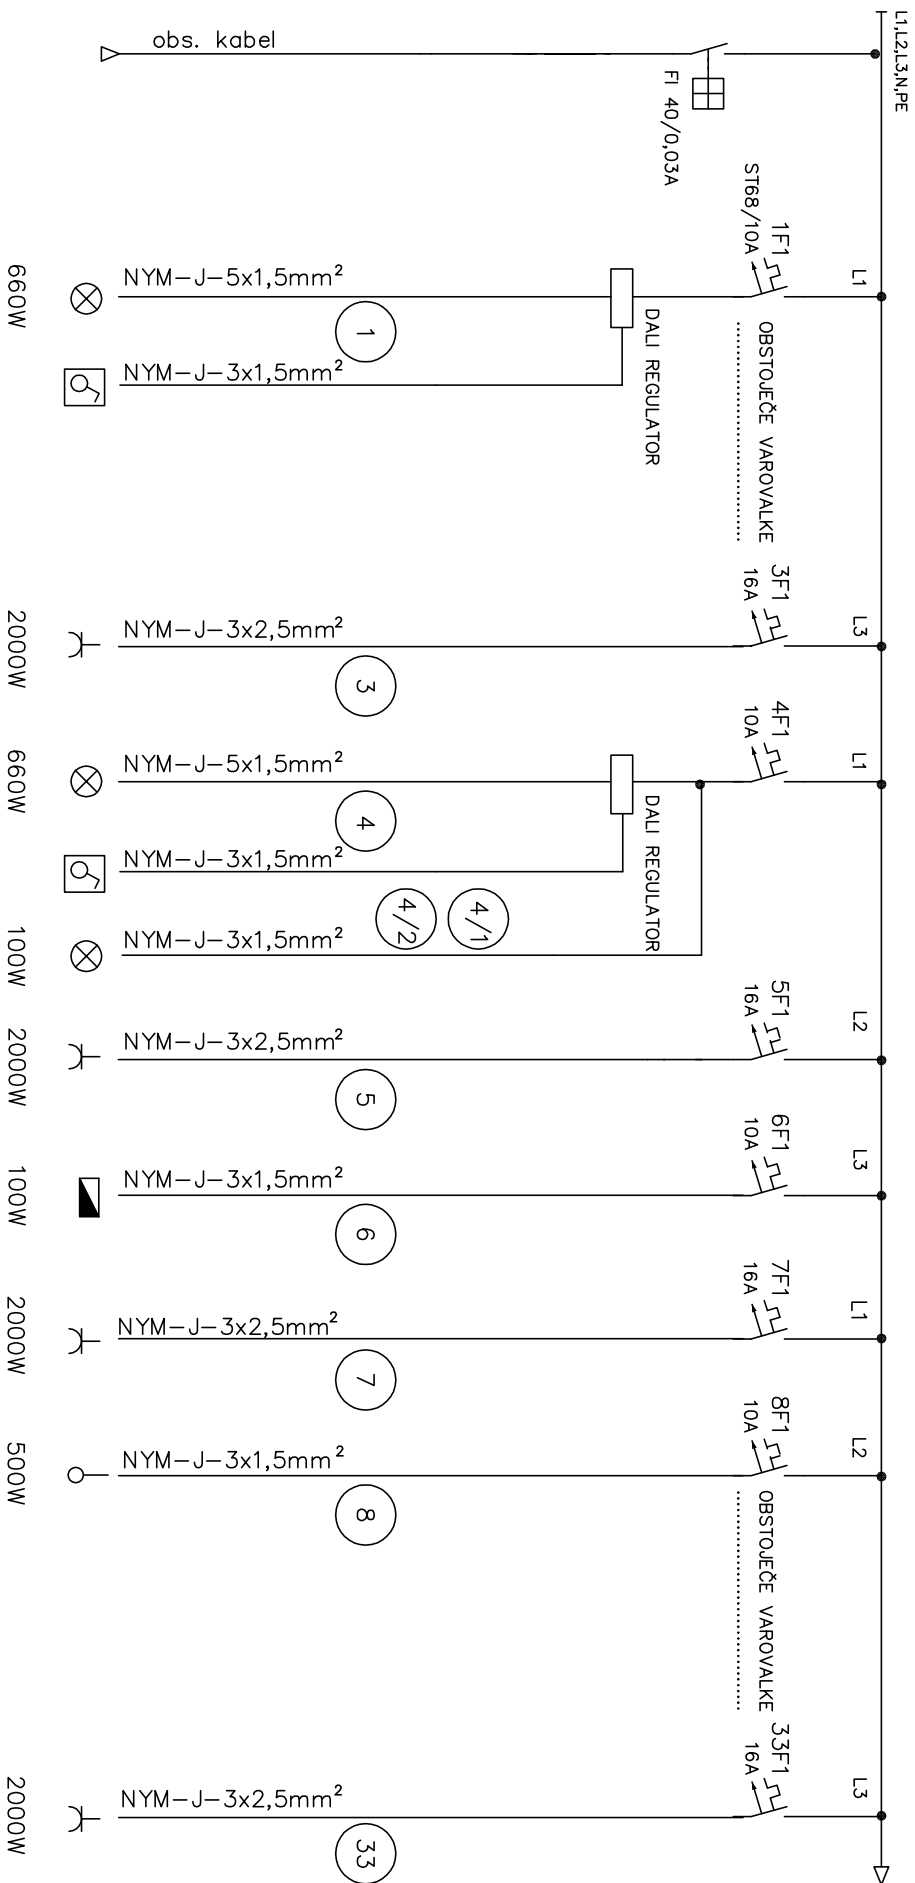 L1,L2,L3,N,PE
obs. kabel
FI 40/0,03A
1F1
ST68/10A
L1
NYM-J-5x1,5mm²
1
660W
DALI REGULATOR
NYM-J-3x1,5mm²
OBSTOJEČE VAROVALKE
3F1
16A
L3
NYM-J-3x2,5mm²
3
2000W
4F1
10A
L1
NYM-J-5x1,5mm²
4
660W
DALI REGULATOR
NYM-J-3x1,5mm²
4/2
4/1
NYM-J-3x1,5mm²
100W
5F1
16A
L2
NYM-J-3x2,5mm²
5
2000W
6F1
10A
L3
NYM-J-3x1,5mm²
6
100W
7F1
16A
L1
NYM-J-3x2,5mm²
7
2000W
8F1
10A
L2
NYM-J-3x1,5mm²
8
500W
OBSTOJEČE VAROVALKE
33F1
16A
L3
NYM-J-3x2,5mm²
33
2000W